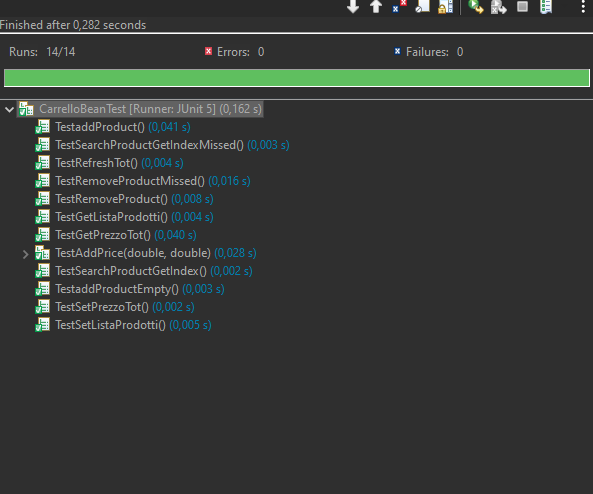 Finished after 0,282 seconds
Runs: 14/14 Errors: 0 Failures: 0
CarrelloBeanTest [Runner: JUnit 5] (0,162 s)
TestaddProduct() (0,041 s)
TestSearchProductGetIndexMissed() (0,003 s)
TestRefreshTot() (0,004 s)
TestRemoveProductMissed() (0,016 s)
TestRemoveProduct() (0,008 s)
TestGetListaProdotti() (0,004 s)
TestGetPrezzoTot() (0,040 s)
TestAddPrice(double, double) (0,028 s)
TestSearchProductGetIndex() (0,002 s)
TestaddProductEmpty() (0,003 s)
TestSetPrezzoTot() (0,002 s)
TestSetListaProdotti() (0,005 s)